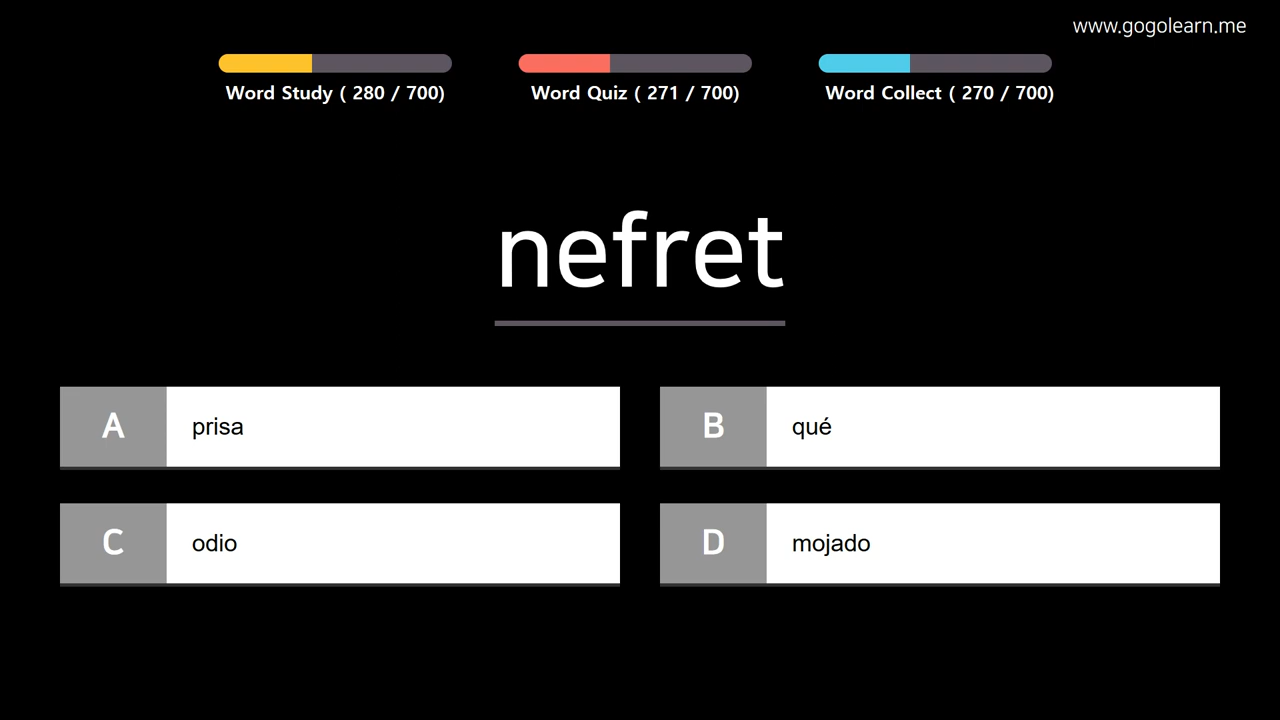 www.gogolearn.me
Word Study ( 280 / 700)
Word Quiz ( 271 / 700)
Word Collect ( 270 / 700)
nefret
A prisa
B qué
C odio
D mojado